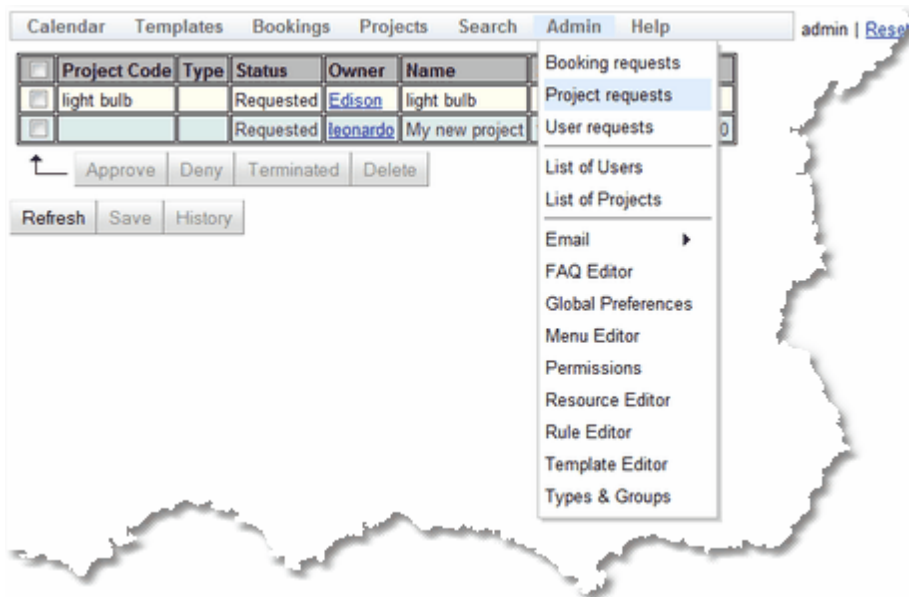 Calendar Templates Bookings Projects Search Admin Help admin | Rese
Project Code Type Status Owner Name
light bulb Requested Edison light bulb
Requested leonardo My new project 0
Approve Deny Terminated Delete
Refresh Save History
Booking requests
Project requests
User requests
List of Users
List of Projects
Email
FAQ Editor
Global Preferences
Menu Editor
Permissions
Resource Editor
Rule Editor
Template Editor
Types & Groups